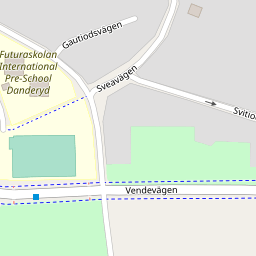 Gautiodsvägen
Futuraskolan
International
Pre-School
Danderyd
Sveavägen
Vendevägen